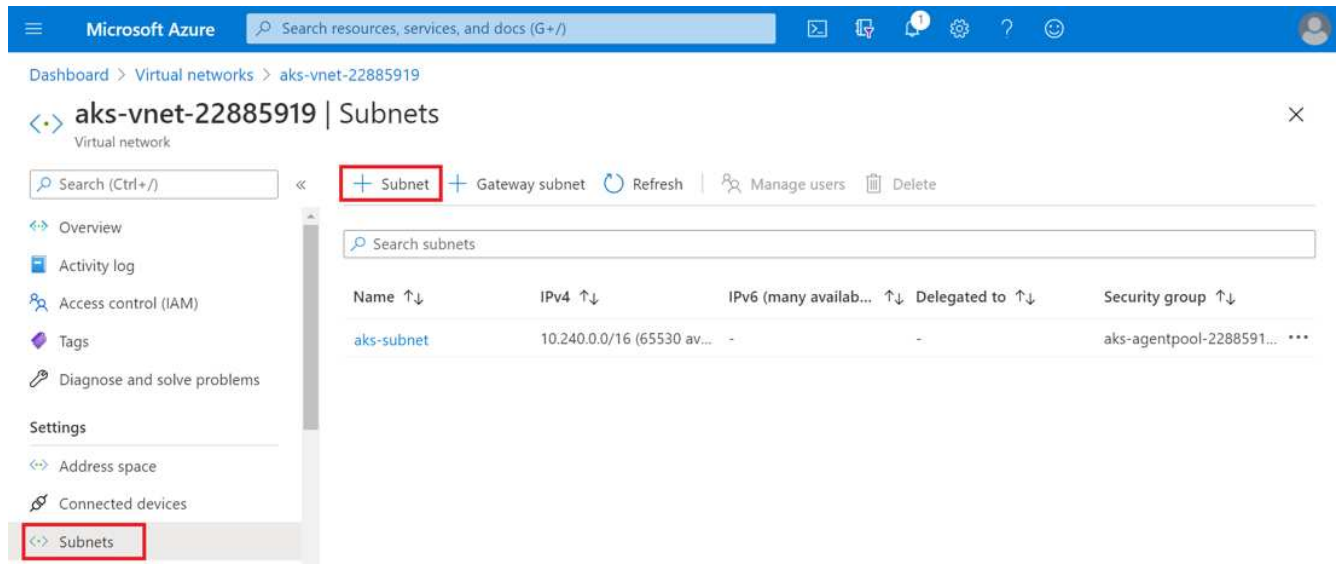 Microsoft Azure
Search resources, services, and docs (G+/)
1
Dashboard > Virtual networks > aks-vnet-22885919
aks-vnet-22885919 | Subnets
Virtual network
Search (Ctrl+/)
«
+ Subnet + Gateway subnet Refresh Manage users Delete
Overview
Search subnets
Activity log
Access control (IAM)
Name ↑↓ IPv4 ↑↓ IPv6 (many availab... ↑↓ Delegated to ↑↓ Security group ↑↓
Tags
aks-subnet 10.240.0.0/16 (65530 av... - - aks-agentpool-2288591... •••
Diagnose and solve problems
Settings
Address space
Connected devices
Subnets